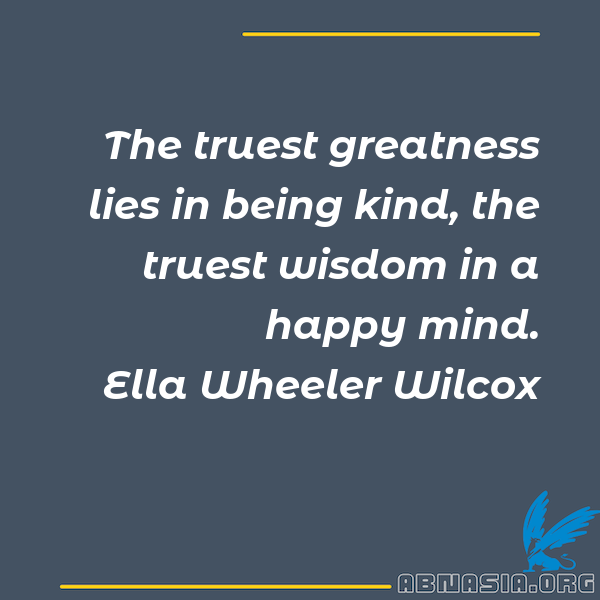 The truest greatness
lies in being kind, the
truest wisdom in a
happy mind.
Ella Wheeler Wilcox
ABNASIA.ORG